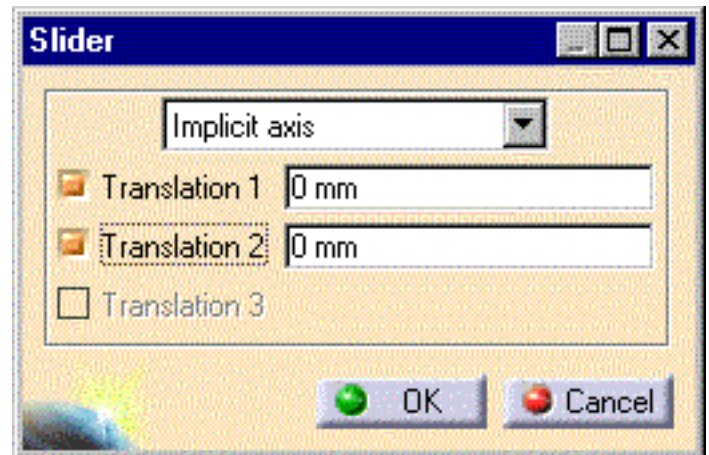 Slider
Implicit axis
Translation 1 0 mm
Translation 2 0 mm
Translation 3
OK Cancel